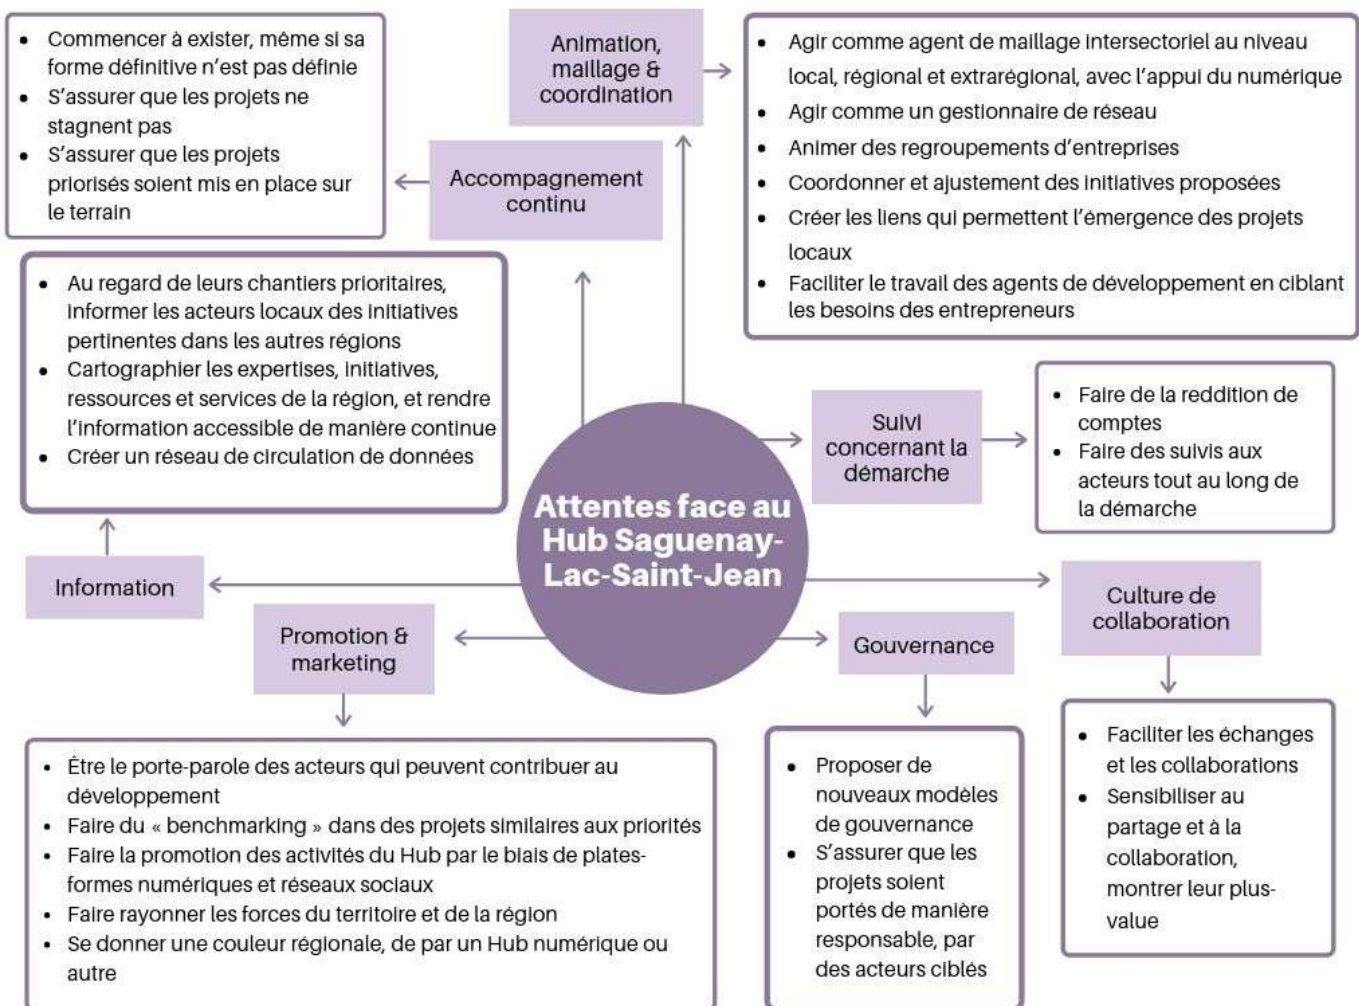 Attentes face au
Hub Saguenay-
Lac-Saint-Jean
Animation,
maillage &
coordination
• Agir comme agent de maillage intersectoriel au niveau
local, régional et extrarégional, avec l’appui du numérique
• Agir comme un gestionnaire de réseau
• Animer des regroupements d’entreprises
• Coordonner et ajustement des initiatives proposées
• Créer les liens qui permettent l’émergence des projets
locaux
• Faciliter le travail des agents de développement en ciblant
les besoins des entrepreneurs
Accompagnement
continu
• Commencer à exister, même si sa
forme définitive n’est pas définie
• S’assurer que les projets ne
stagnent pas
• S’assurer que les projets
priorisés soient mis en place sur
le terrain
Suivi
concernant la
démarche
• Faire de la reddition de
comptes
• Faire des suivis aux
acteurs tout au long de
la démarche
Information
• Au regard de leurs chantiers prioritaires,
informer les acteurs locaux des initiatives
pertinentes dans les autres régions
• Cartographier les expertises, initiatives,
ressources et services de la région, et rendre
l’information accessible de manière continue
• Créer un réseau de circulation de données
Culture de
collaboration
• Faciliter les échanges
et les collaborations
• Sensibiliser au
partage et à la
collaboration,
montrer leur plus-
value
Promotion &
marketing
• Être le porte-parole des acteurs qui peuvent contribuer au
développement
• Faire du « benchmarking » dans des projets similaires aux priorités
• Faire la promotion des activités du Hub par le biais de plates-
formes numériques et réseaux sociaux
• Faire rayonner les forces du territoire et de la région
• Se donner une couleur régionale, de par un Hub numérique ou
autre
Gouvernance
• Proposer de
nouveaux modèles
de gouvernance
• S’assurer que les
projets soient
portés de manière
responsable, par
des acteurs ciblés